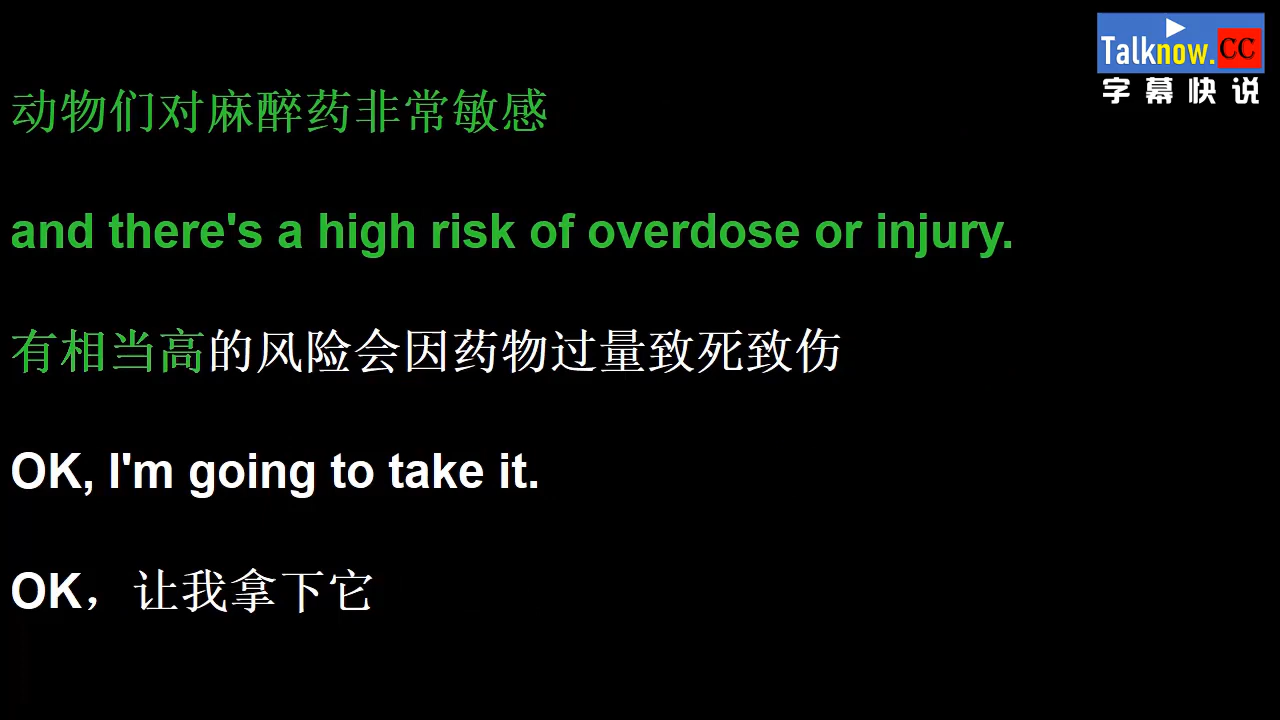 Talknow.CC
字幕快说
动物们对麻醉药非常敏感
and there's a high risk of overdose or injury.
有相当高的风险会因药物过量致死致伤
OK, I'm going to take it.
OK，让我拿下它